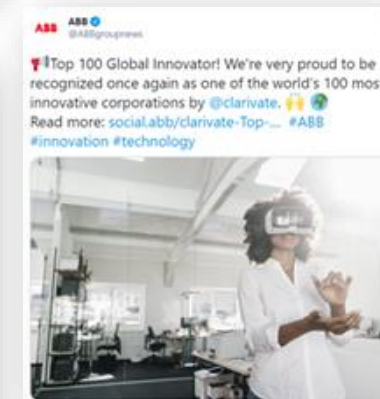 ABB
ABB
@ABBgroupnews
Top 100 Global Innovator! We're very proud to be
recognized once again as one of the world's 100 most
innovative corporations by @clarivate.
Read more: social.abb/clarivate-Top-... #ABB
#innovation #technology